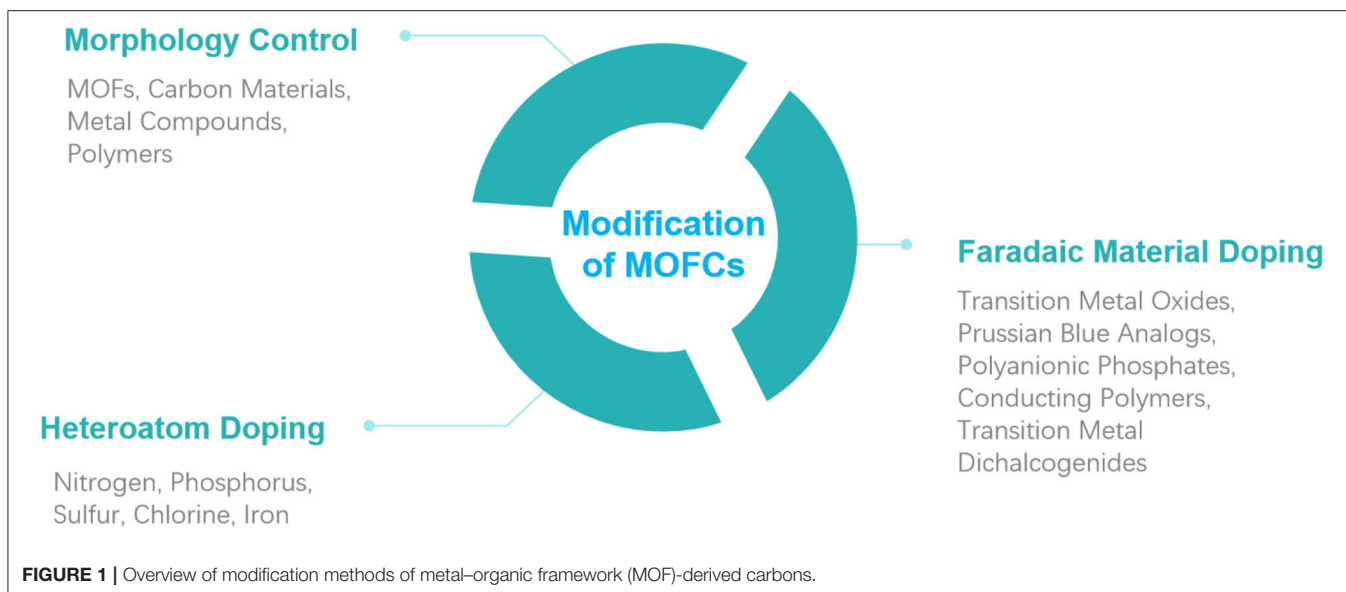 Morphology Control
MOFs, Carbon Materials,
Metal Compounds,
Polymers
Modification
of MOFCs
Faradaic Material Doping
Transition Metal Oxides,
Prussian Blue Analogs,
Polyanionic Phosphates,
Conducting Polymers,
Transition Metal
Dichalcogenides
Heteroatom Doping
Nitrogen, Phosphorus,
Sulfur, Chlorine, Iron
FIGURE 1 | Overview of modification methods of metal–organic framework (MOF)-derived carbons.